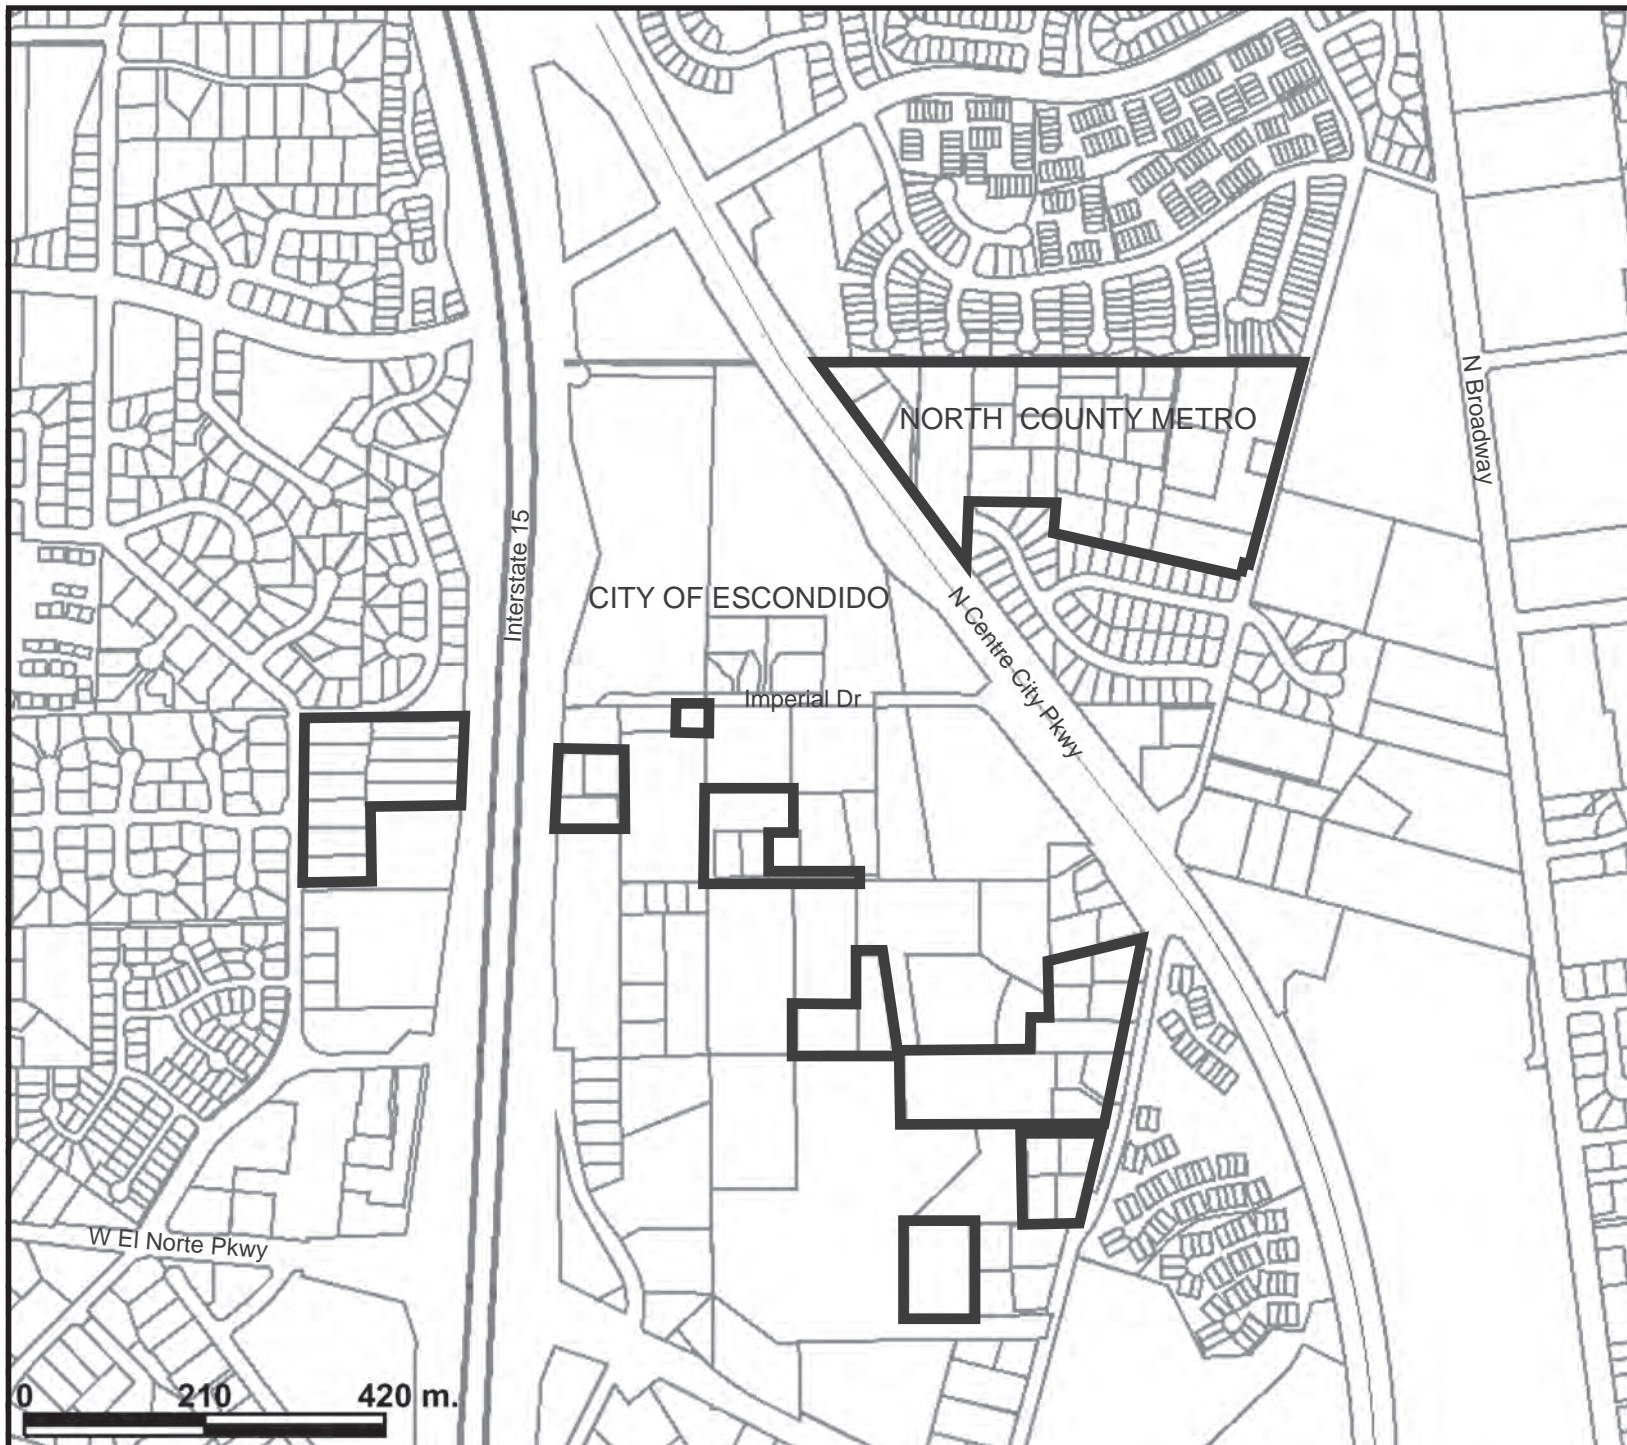 N Broadway
NORTH COUNTY METRO
Interstate 15
CITY OF ESCONDIDO
N Centre City Pkwy
Imperial Dr
W El Norte Pkwy
0 210 420 m.